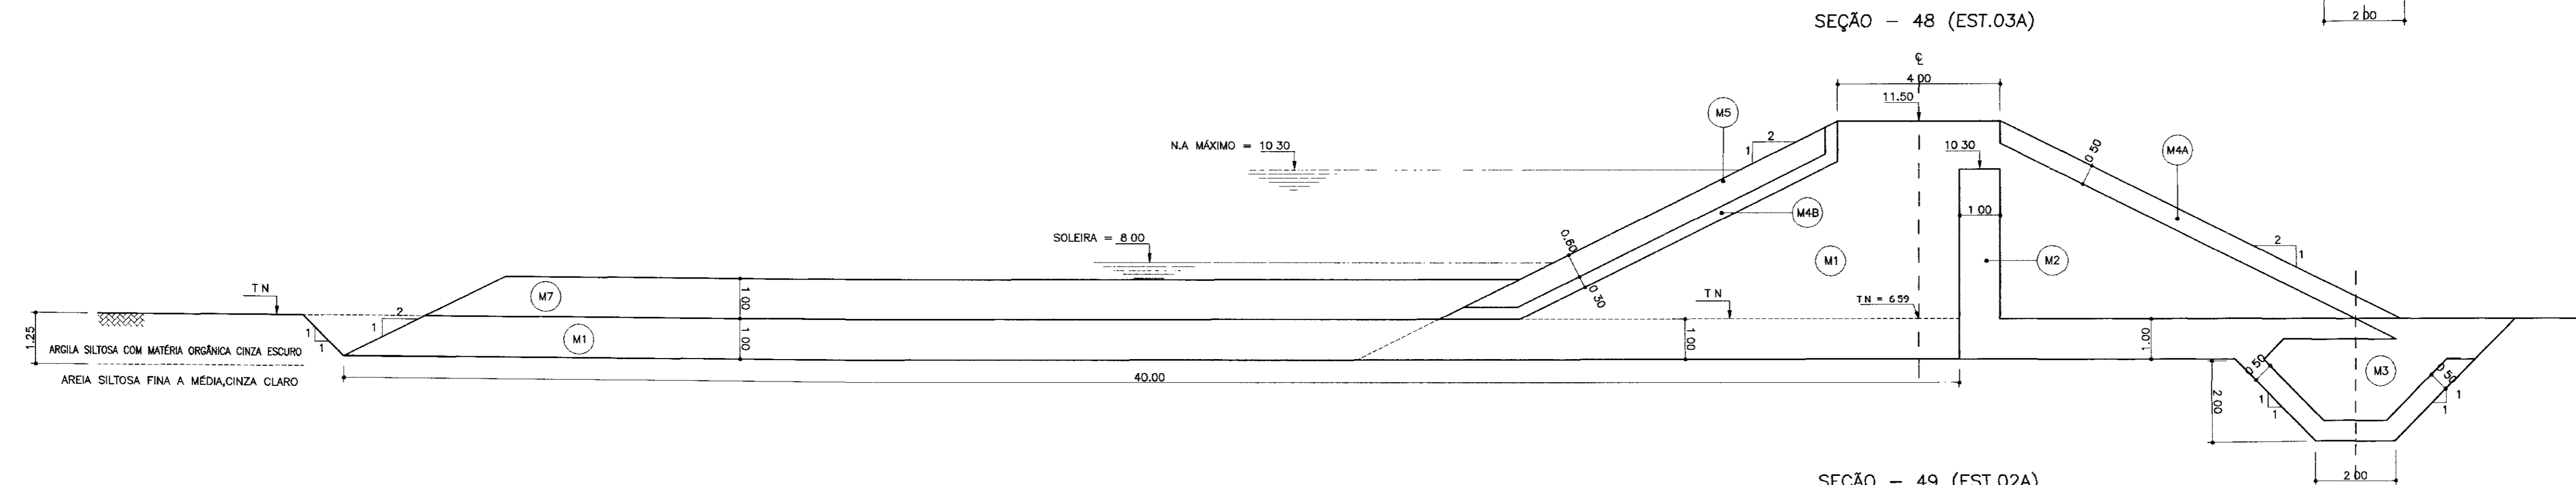 SEÇÃO - 48 (EST.03A)
2 00
℄
4 00
11.50
M5
2
1
N.A MÁXIMO = 10 30
10 30
0 50
M4A
1 00
M4B
SOLEIRA = 8 00
0.60
2
1
M1
M2
TN
M7
1 00
0 30
TN
TN = 6 59
1.25
2
1
1
1
ARGILA SILTOSA COM MATÉRIA ORGÂNICA CINZA ESCURO
M1
1 00
1 00
1.00
AREIA SILTOSA FINA A MÉDIA,CINZA CLARO
40.00
0 50
M3
0 50
2 00
1
1
1
1
2 00
SEÇÃO - 49 (EST.02A)